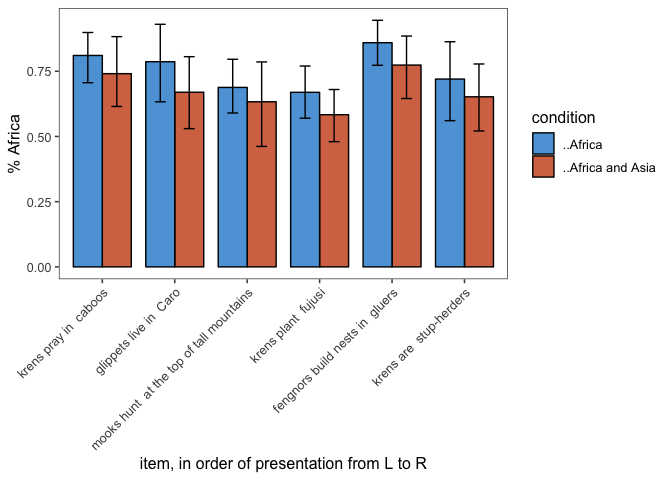 % Africa
0.75
0.50
0.25
0.00
krens pray in  caboos
glippets live in  Caro
mooks hunt  at the top of tall mountains
krens plant  fujusi
fengnors build nests in  gluers
krens are  stup-herders
item, in order of presentation from L to R
condition
..Africa
..Africa and Asia